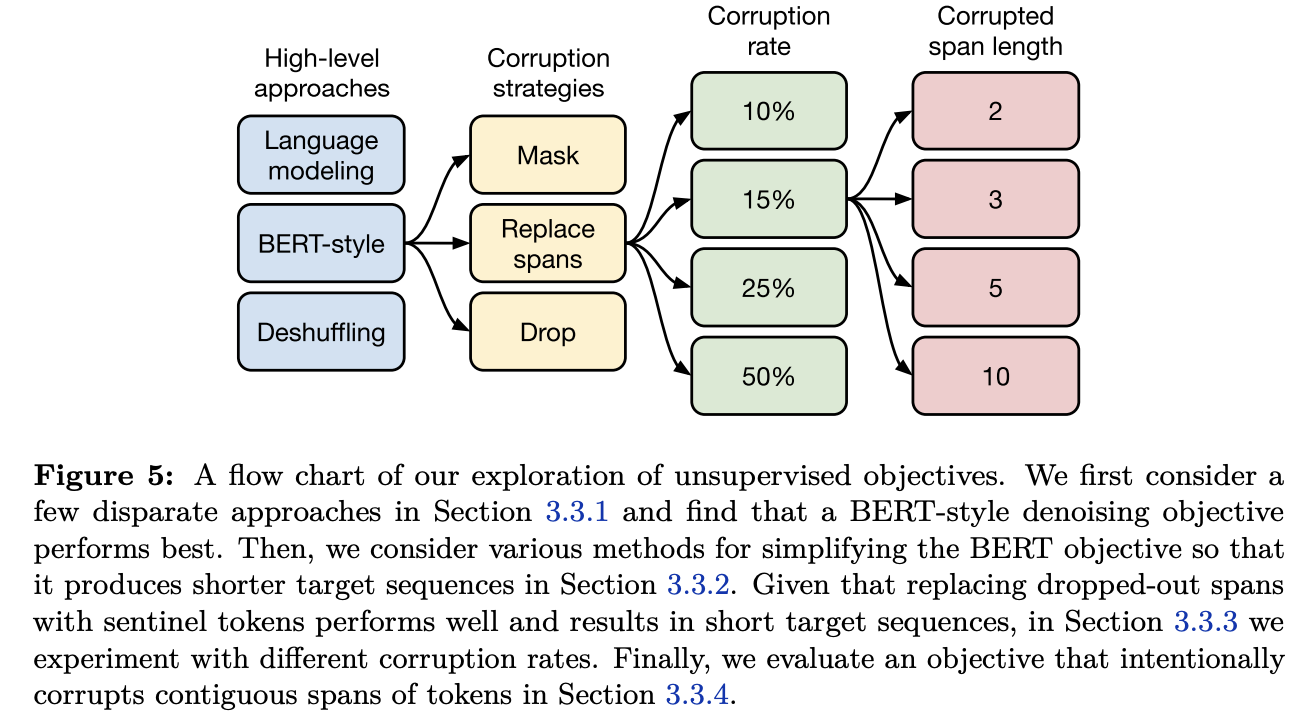 High-level
approaches
Language
modeling
BERT-style
Deshuffling
Corruption
strategies
Mask
Replace
spans
Drop
Corruption
rate
10%
15%
25%
50%
Corrupted
span length
2
3
5
10
Figure 5: A flow chart of our exploration of unsupervised objectives. We first consider a
few disparate approaches in Section 3.3.1 and find that a BERT-style denoising objective
performs best. Then, we consider various methods for simplifying the BERT objective so that
it produces shorter target sequences in Section 3.3.2. Given that replacing dropped-out spans
with sentinel tokens performs well and results in short target sequences, in Section 3.3.3 we
experiment with different corruption rates. Finally, we evaluate an objective that intentionally
corrupts contiguous spans of tokens in Section 3.3.4.